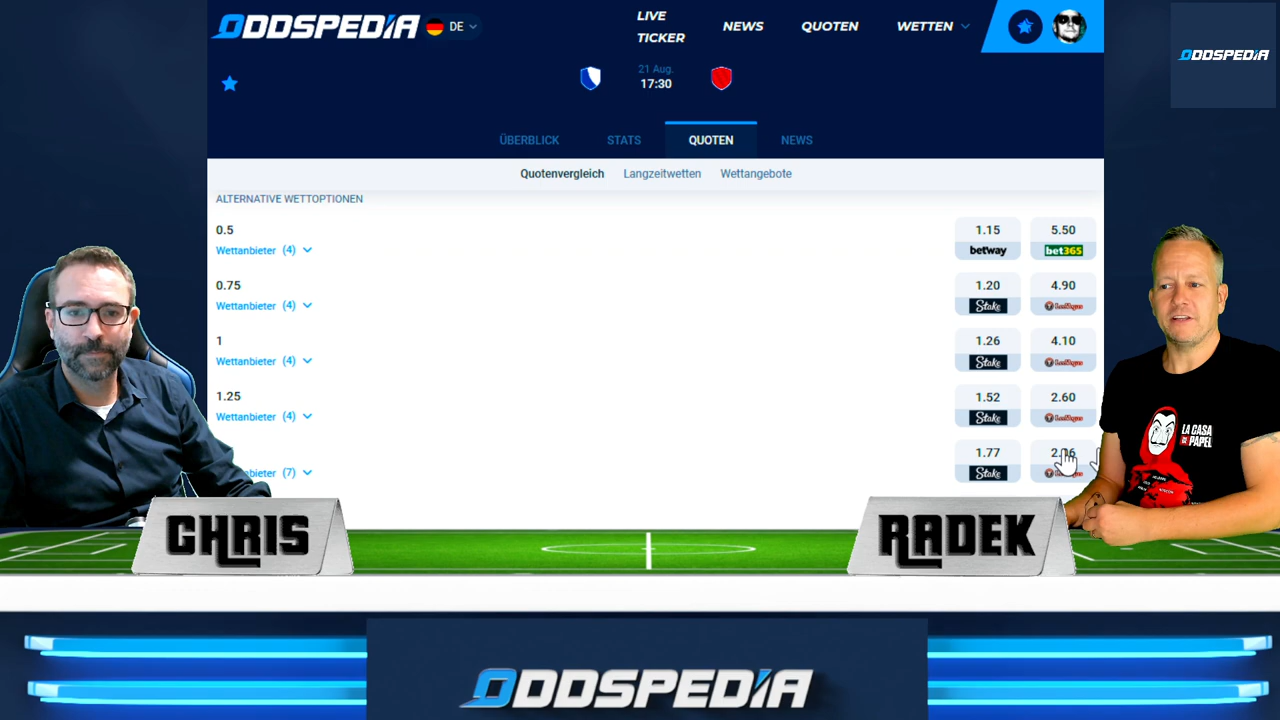 ODDSPEDIA
DE
LIVE TICKER
NEWS
QUOTEN
WETTEN
ODDSPEDIA
21 Aug.
17:30
ÜBERBLICK
STATS
QUOTEN
NEWS
Quotenvergleich
Langzeitwetten
Wettangebote
ALTERNATIVE WETTOPTIONEN
0.5
1.15
5.50
Wettanbieter (4)
betway
bet365
0.75
1.20
4.90
Wettanbieter (4)
Stake
1
1.26
4.10
Wettanbieter (4)
Stake
1.25
1.52
2.60
Wettanbieter (4)
Stake
1.77
(7)
Stake
LA CASA
DE PAPEL
CHRIS
RADEK
ODDSPEDIA